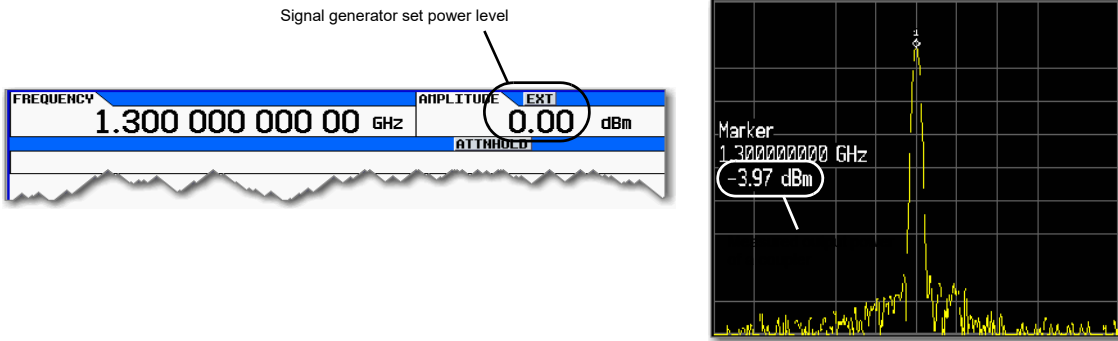 Signal generator set power level
FREQUENCY
1.300 000 000 00 GHz
AMPLITUDE EXT
0.00 dBm
ATTNHOLD
1
Marker
1.300000000 GHz
-3.97 dBm